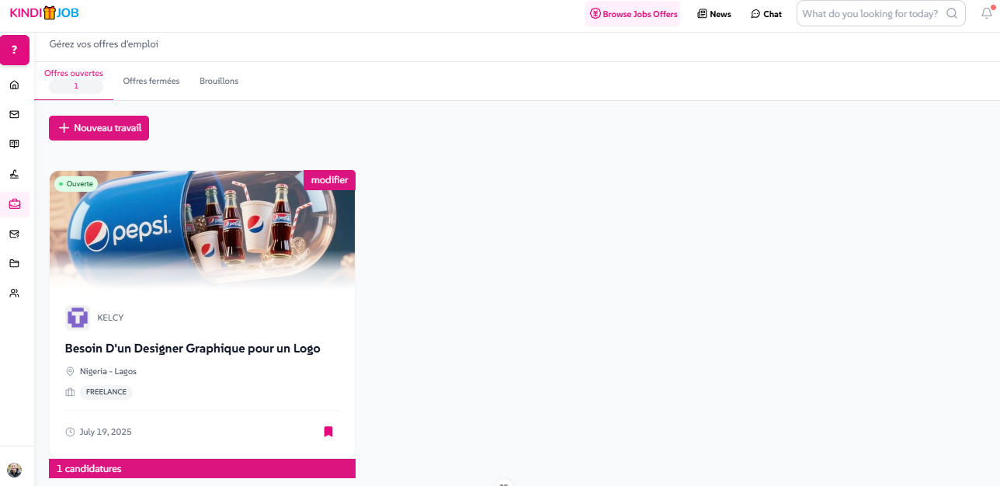 KINDI JOB
Browse Jobs Offers
News
Chat
What do you looking for today?
?
Gérez vos offres d'emploi
Offres ouvertes
1
Offres fermées
Brouillons
Nouveau travail
Ouverte
modifier
pepsi.
KELCY
Besoin D'un Designer Graphique pour un Logo
Nigeria - Lagos
FREELANCE
July 19, 2025
1 candidatures